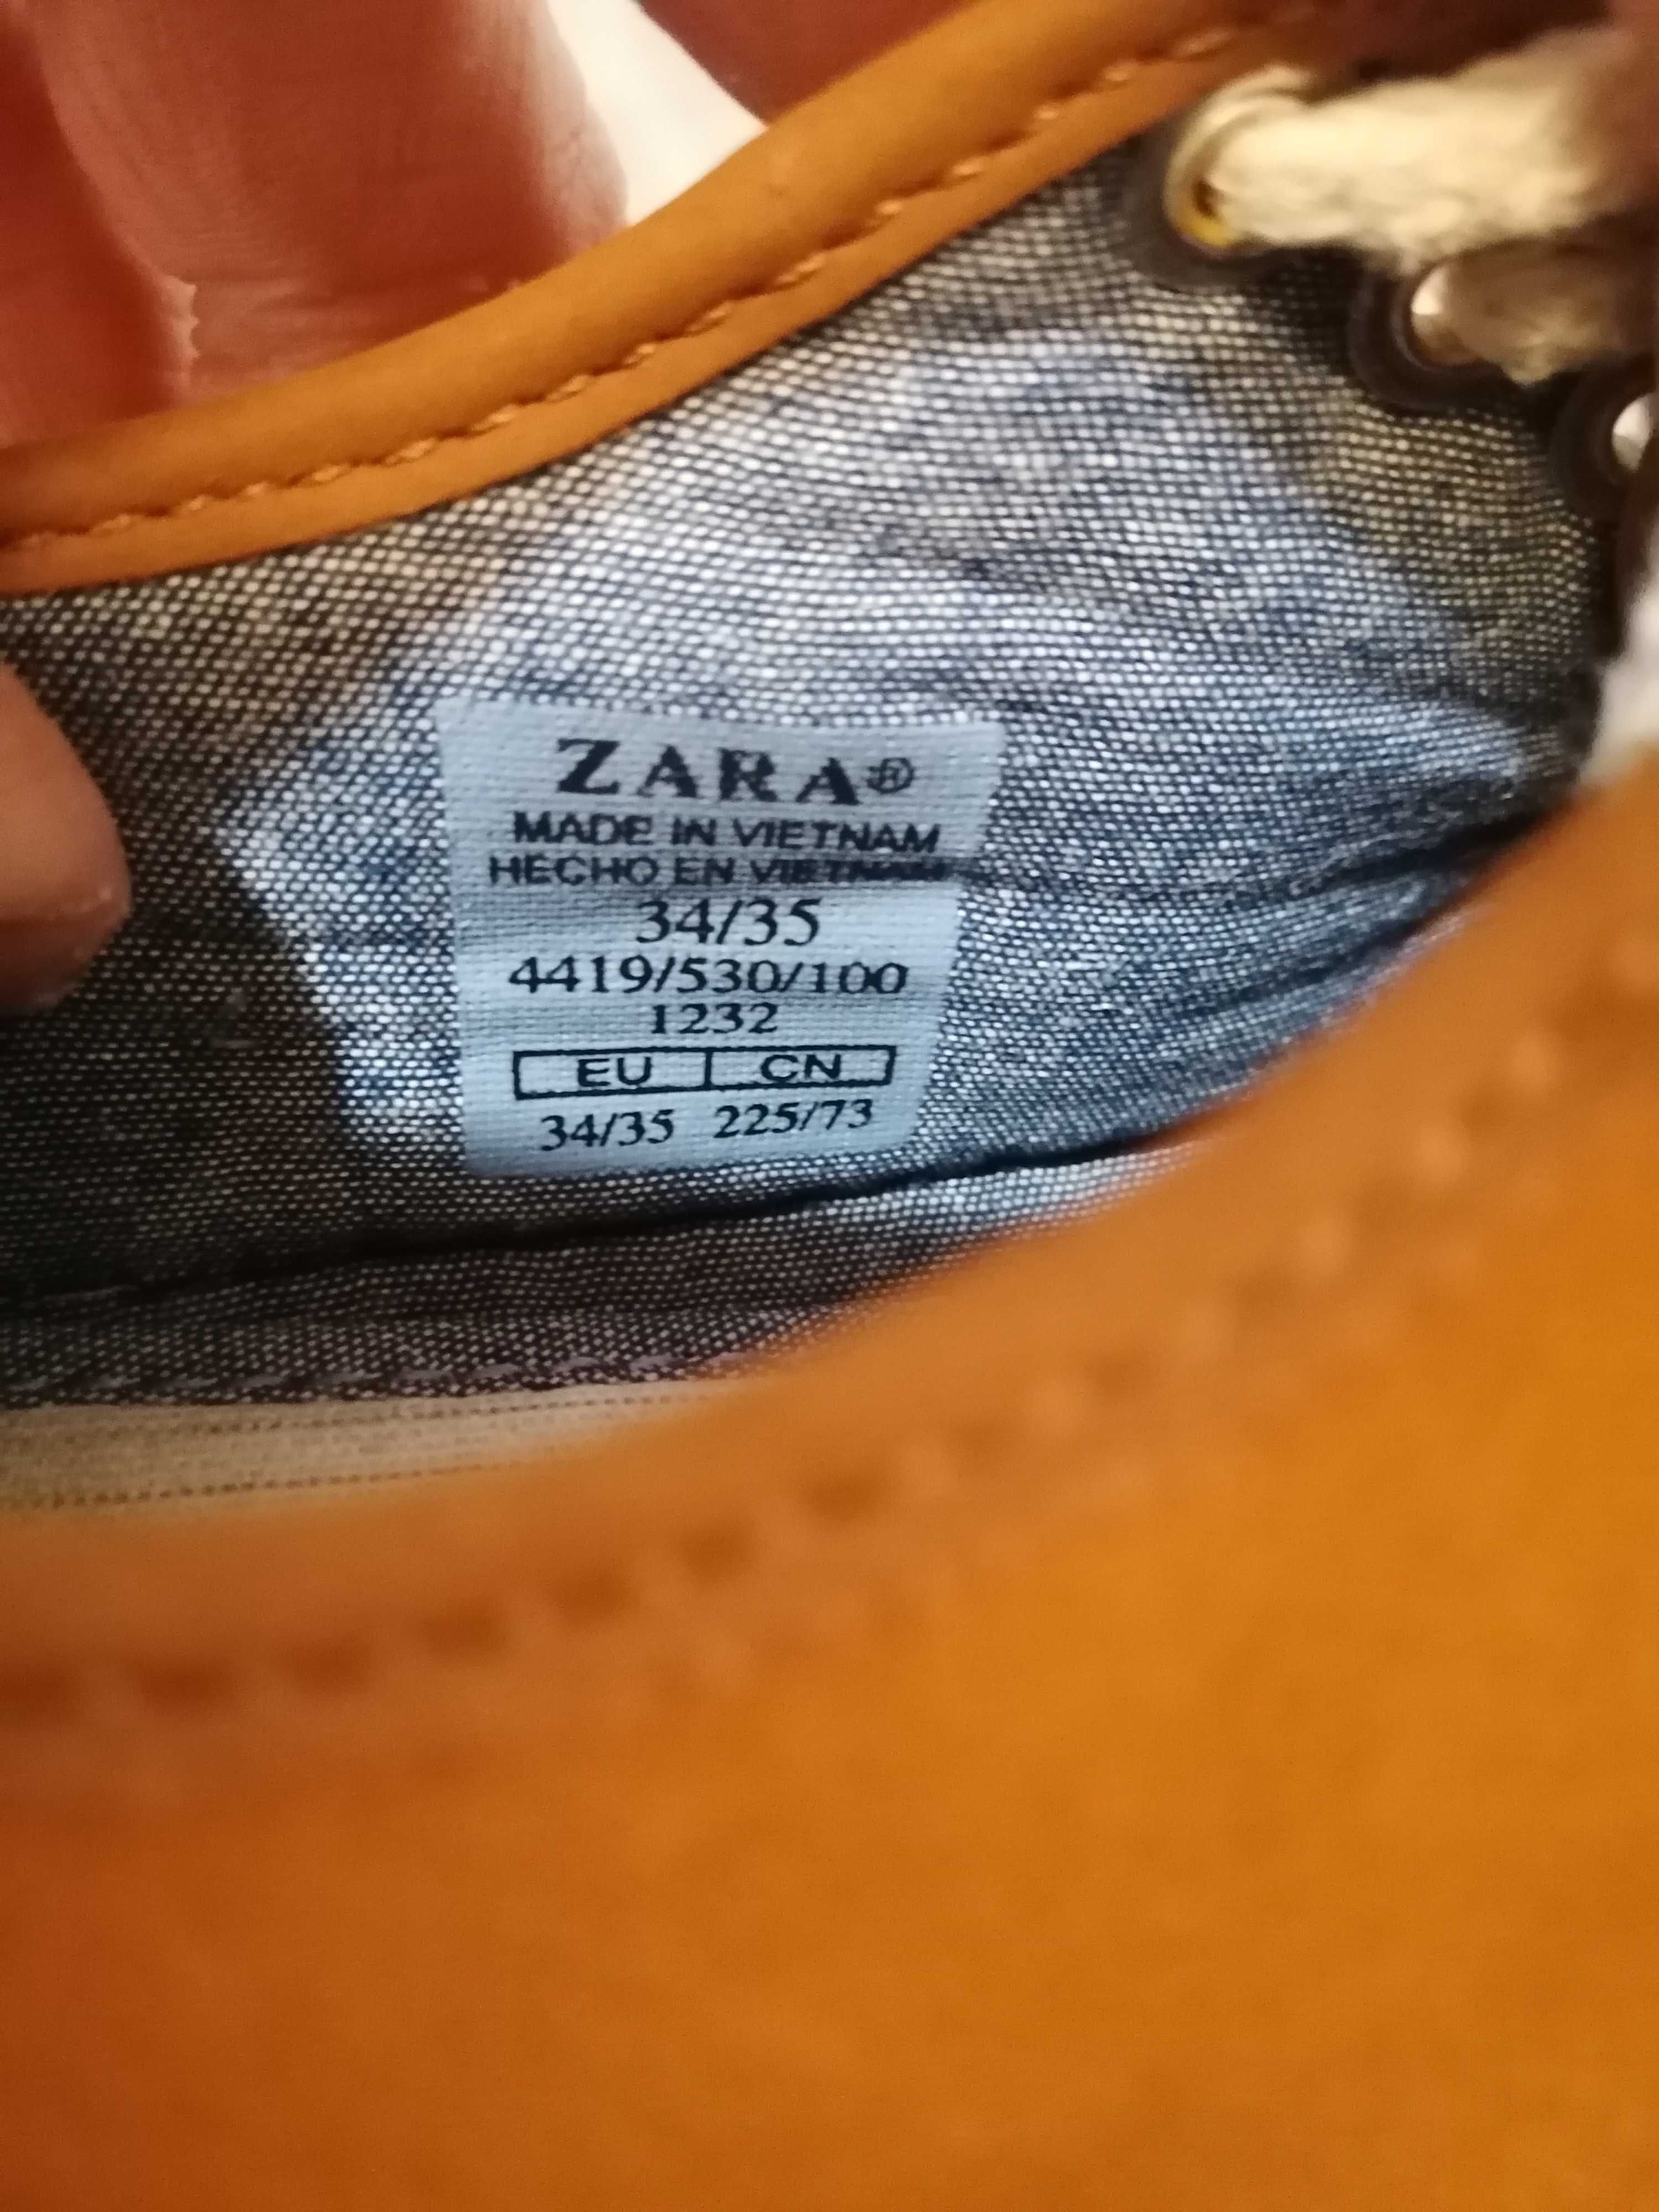 ZARA®
MADE IN VIETNAM
HECHO EN VIETNAM
34/35
4419/530/100
1232
EU CN
34/35 225/73